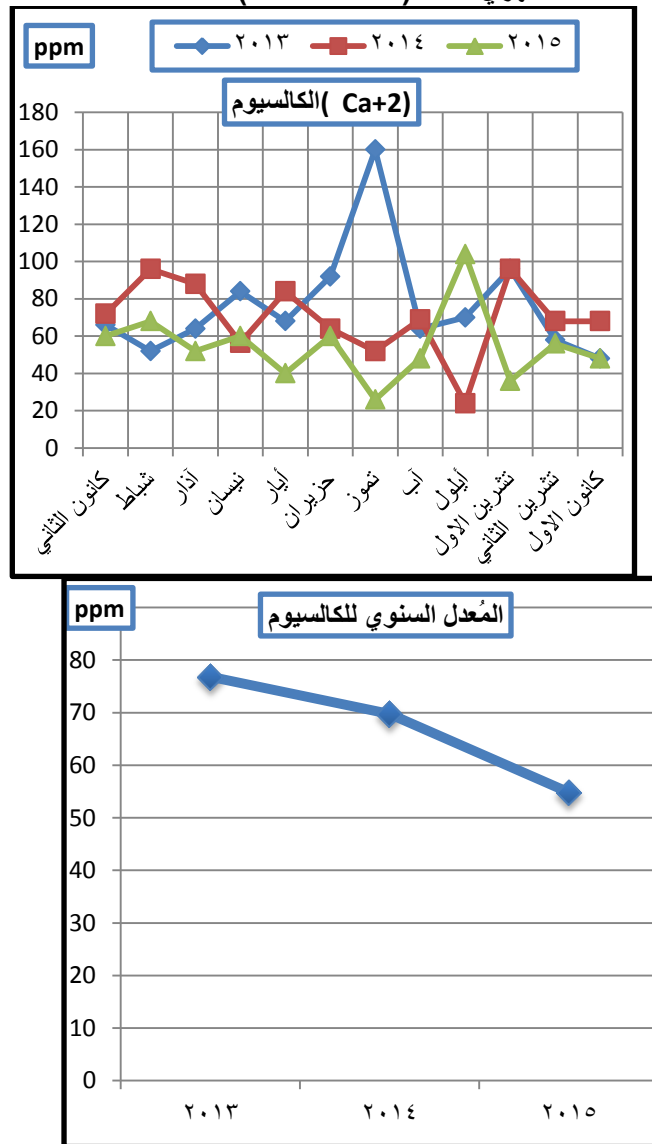 ppm
٢٠١٣ ٢٠١٤ ٢٠١٥
الكالسيوم( Ca+2)
180
160
140
120
100
80
60
40
20
0
كانون الثاني
شباط
آذار
نيسان
أيار
حزيران
تموز
آب
أيلول
تشرين الاول
تشرين الثاني
كانون الاول
ppm
المُعدل السنوي للكالسيوم
80
70
60
50
40
30
20
10
0
٢٠١٣ ٢٠١٤ ٢٠١٥